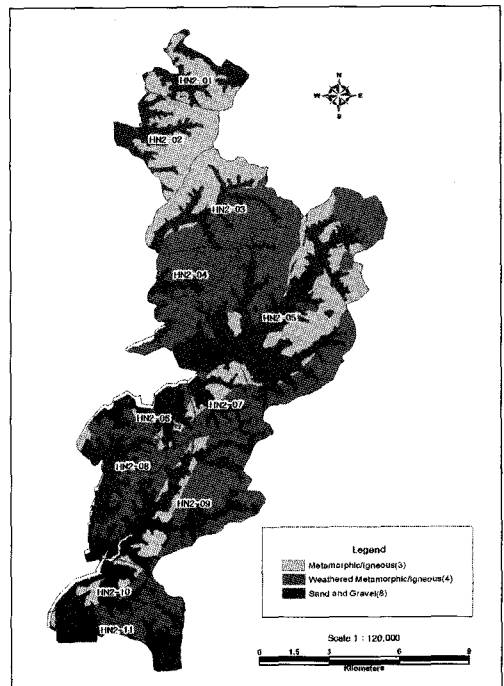 HN2-01
N
W E
S
HN2-02
HN2-03
HN2-04
HN2-05
HN2-07
HN2-06
HN2-08
HN2-09
HN2-10
HN2-11
Legend
Metamorphic/Igneous(3)
Weathered Metamorphic/Igneous(4)
Sand and Gravel(8)
Scale 1 : 120,000
0 1.5 3 6 9
Kilometers